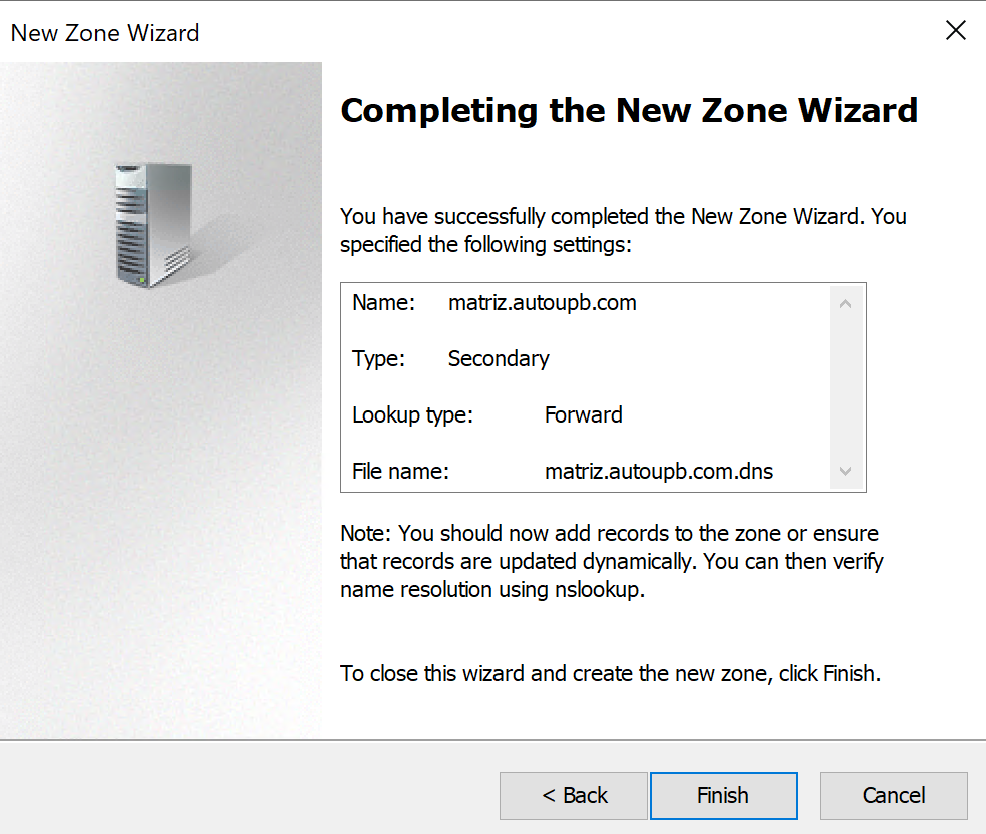 New Zone Wizard
Completing the New Zone Wizard
You have successfully completed the New Zone Wizard. You
specified the following settings:
Name: matriz.autoupb.com
Type: Secondary
Lookup type: Forward
File name: matriz.autoupb.com.dns
Note: You should now add records to the zone or ensure
that records are updated dynamically. You can then verify
name resolution using nslookup.
To close this wizard and create the new zone, click Finish.
< Back
Finish
Cancel